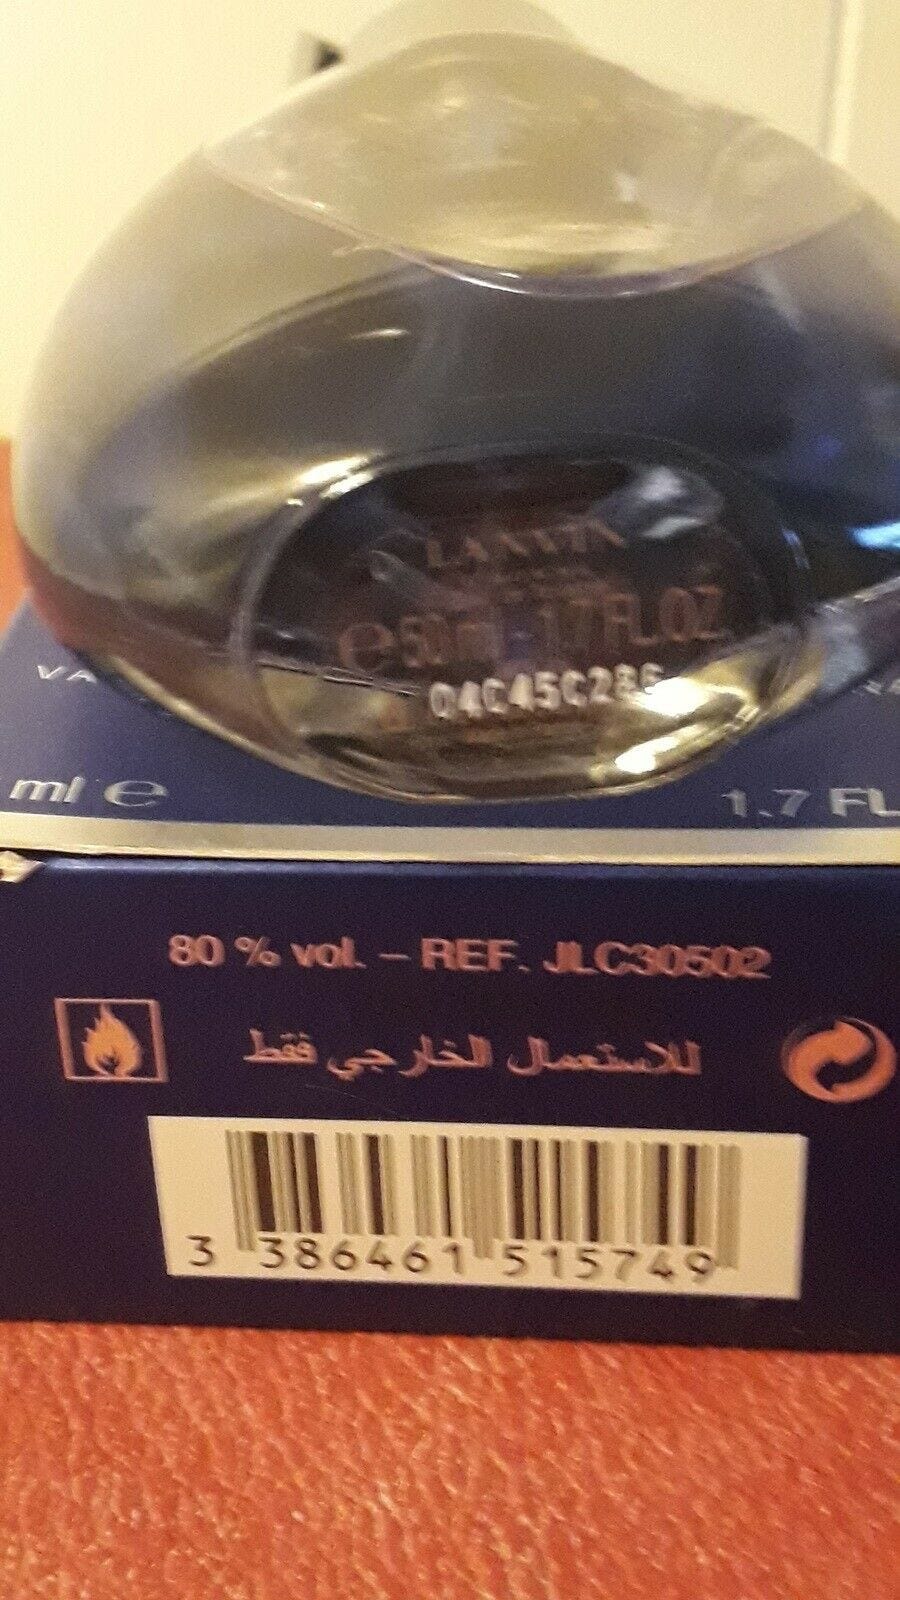 LANVIN
e 50ml 1.7 FL.OZ.
04C45C286
VA
ml e
1.7 FL
80 % vol. – REF. JLC30502
للاستعمال الخارجي فقط
3 386461 515749